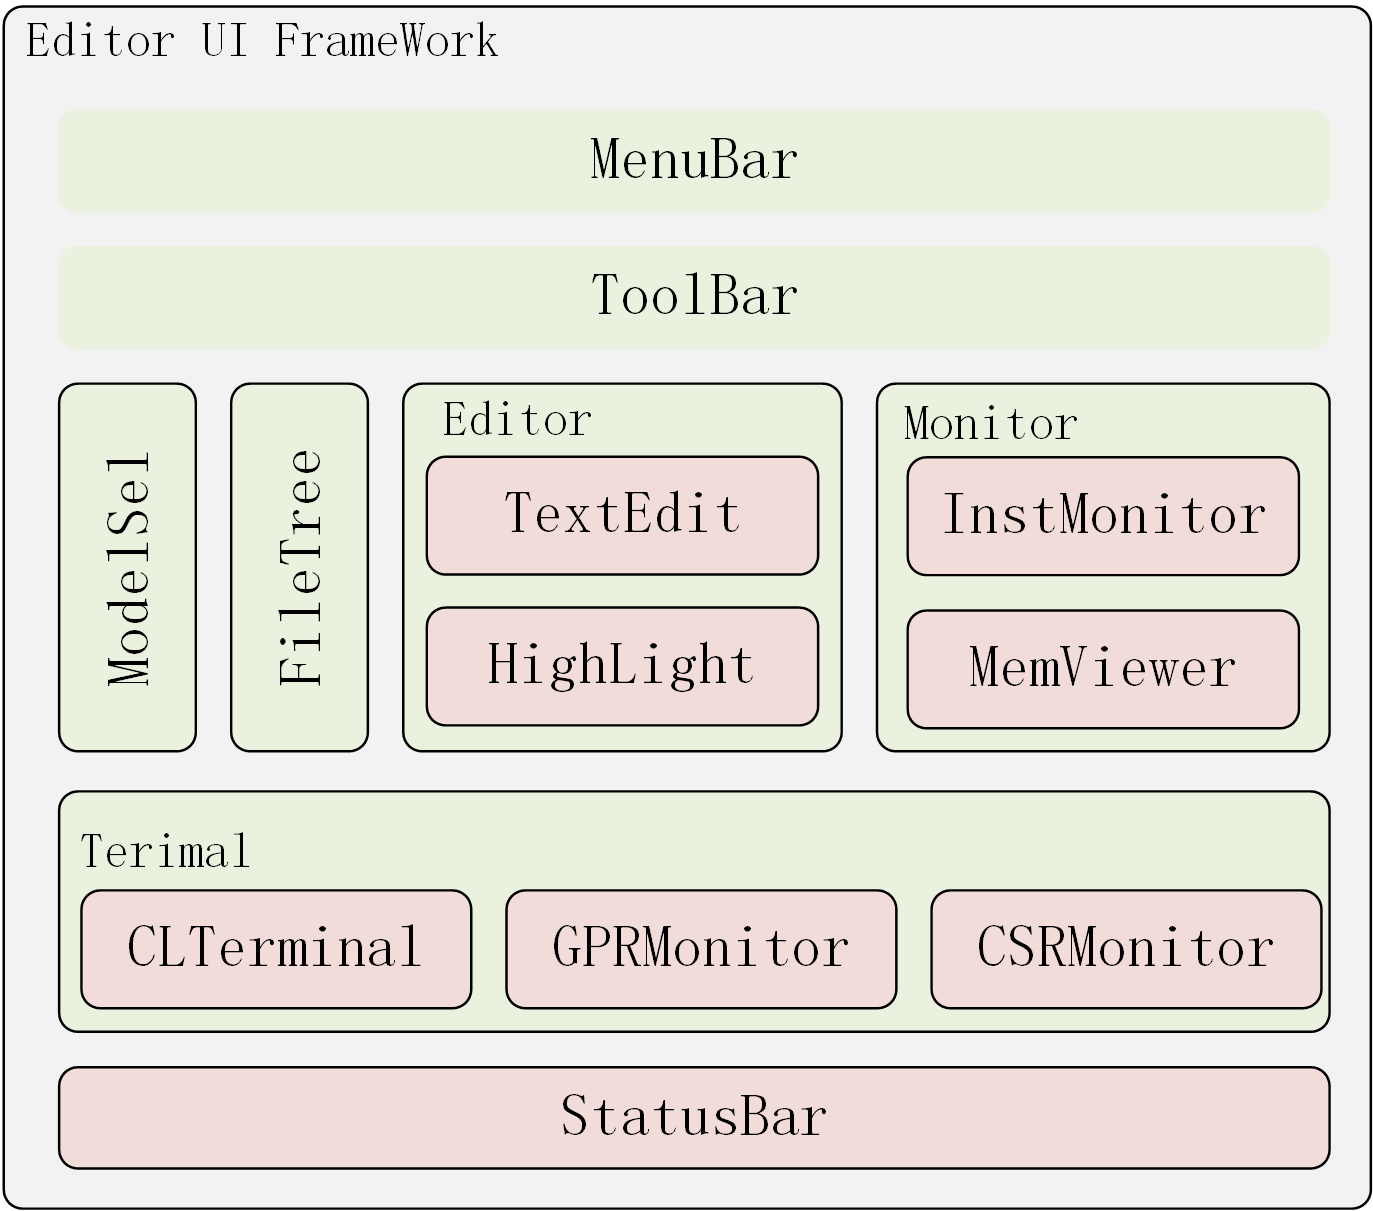 Editor UI FrameWork
MenuBar
ToolBar
ModelSel
FileTree
Editor
TextEdit
HighLight
Monitor
InstMonitor
MemViewer
Terimal
CLTerminal
GPRMonitor
CSRMonitor
StatusBar